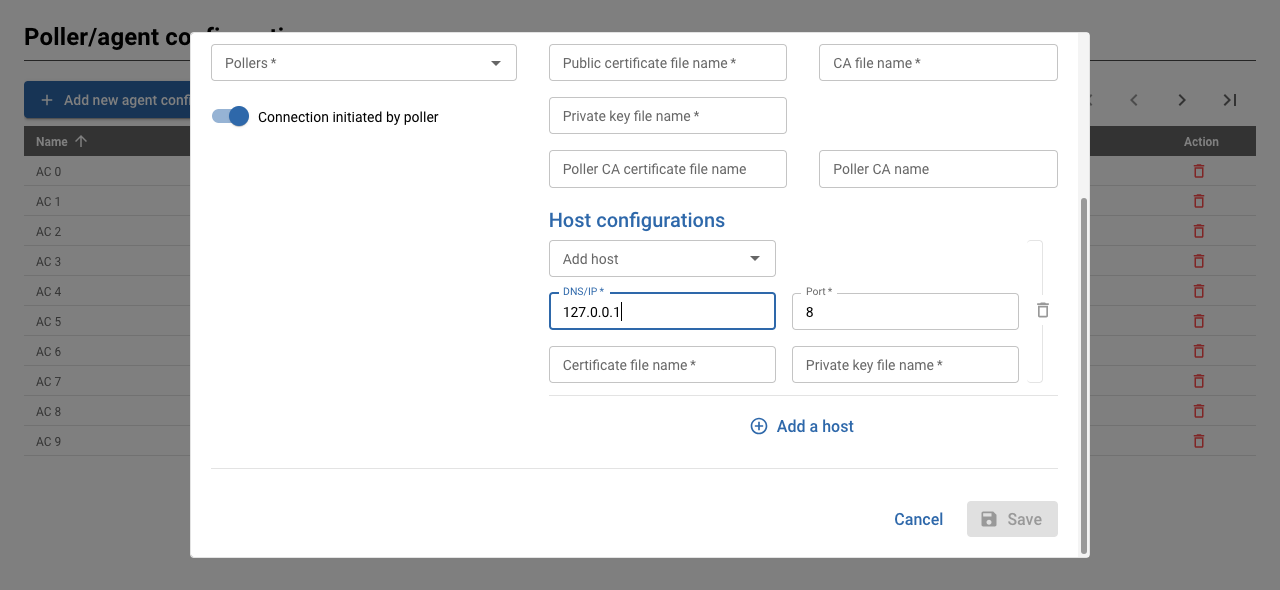 Poller/agent co
Pollers *
Public certificate file name *
CA file name *
Add new agent confi
Connection initiated by poller
Private key file name *
Name
Action
Poller CA certificate file name
Poller CA name
AC 0
AC 1
AC 2
AC 3
AC 4
AC 5
AC 6
AC 7
AC 8
AC 9
Host configurations
Add host
DNS/IP *
127.0.0.1
Port *
8
Certificate file name *
Private key file name *
Add a host
Cancel
Save